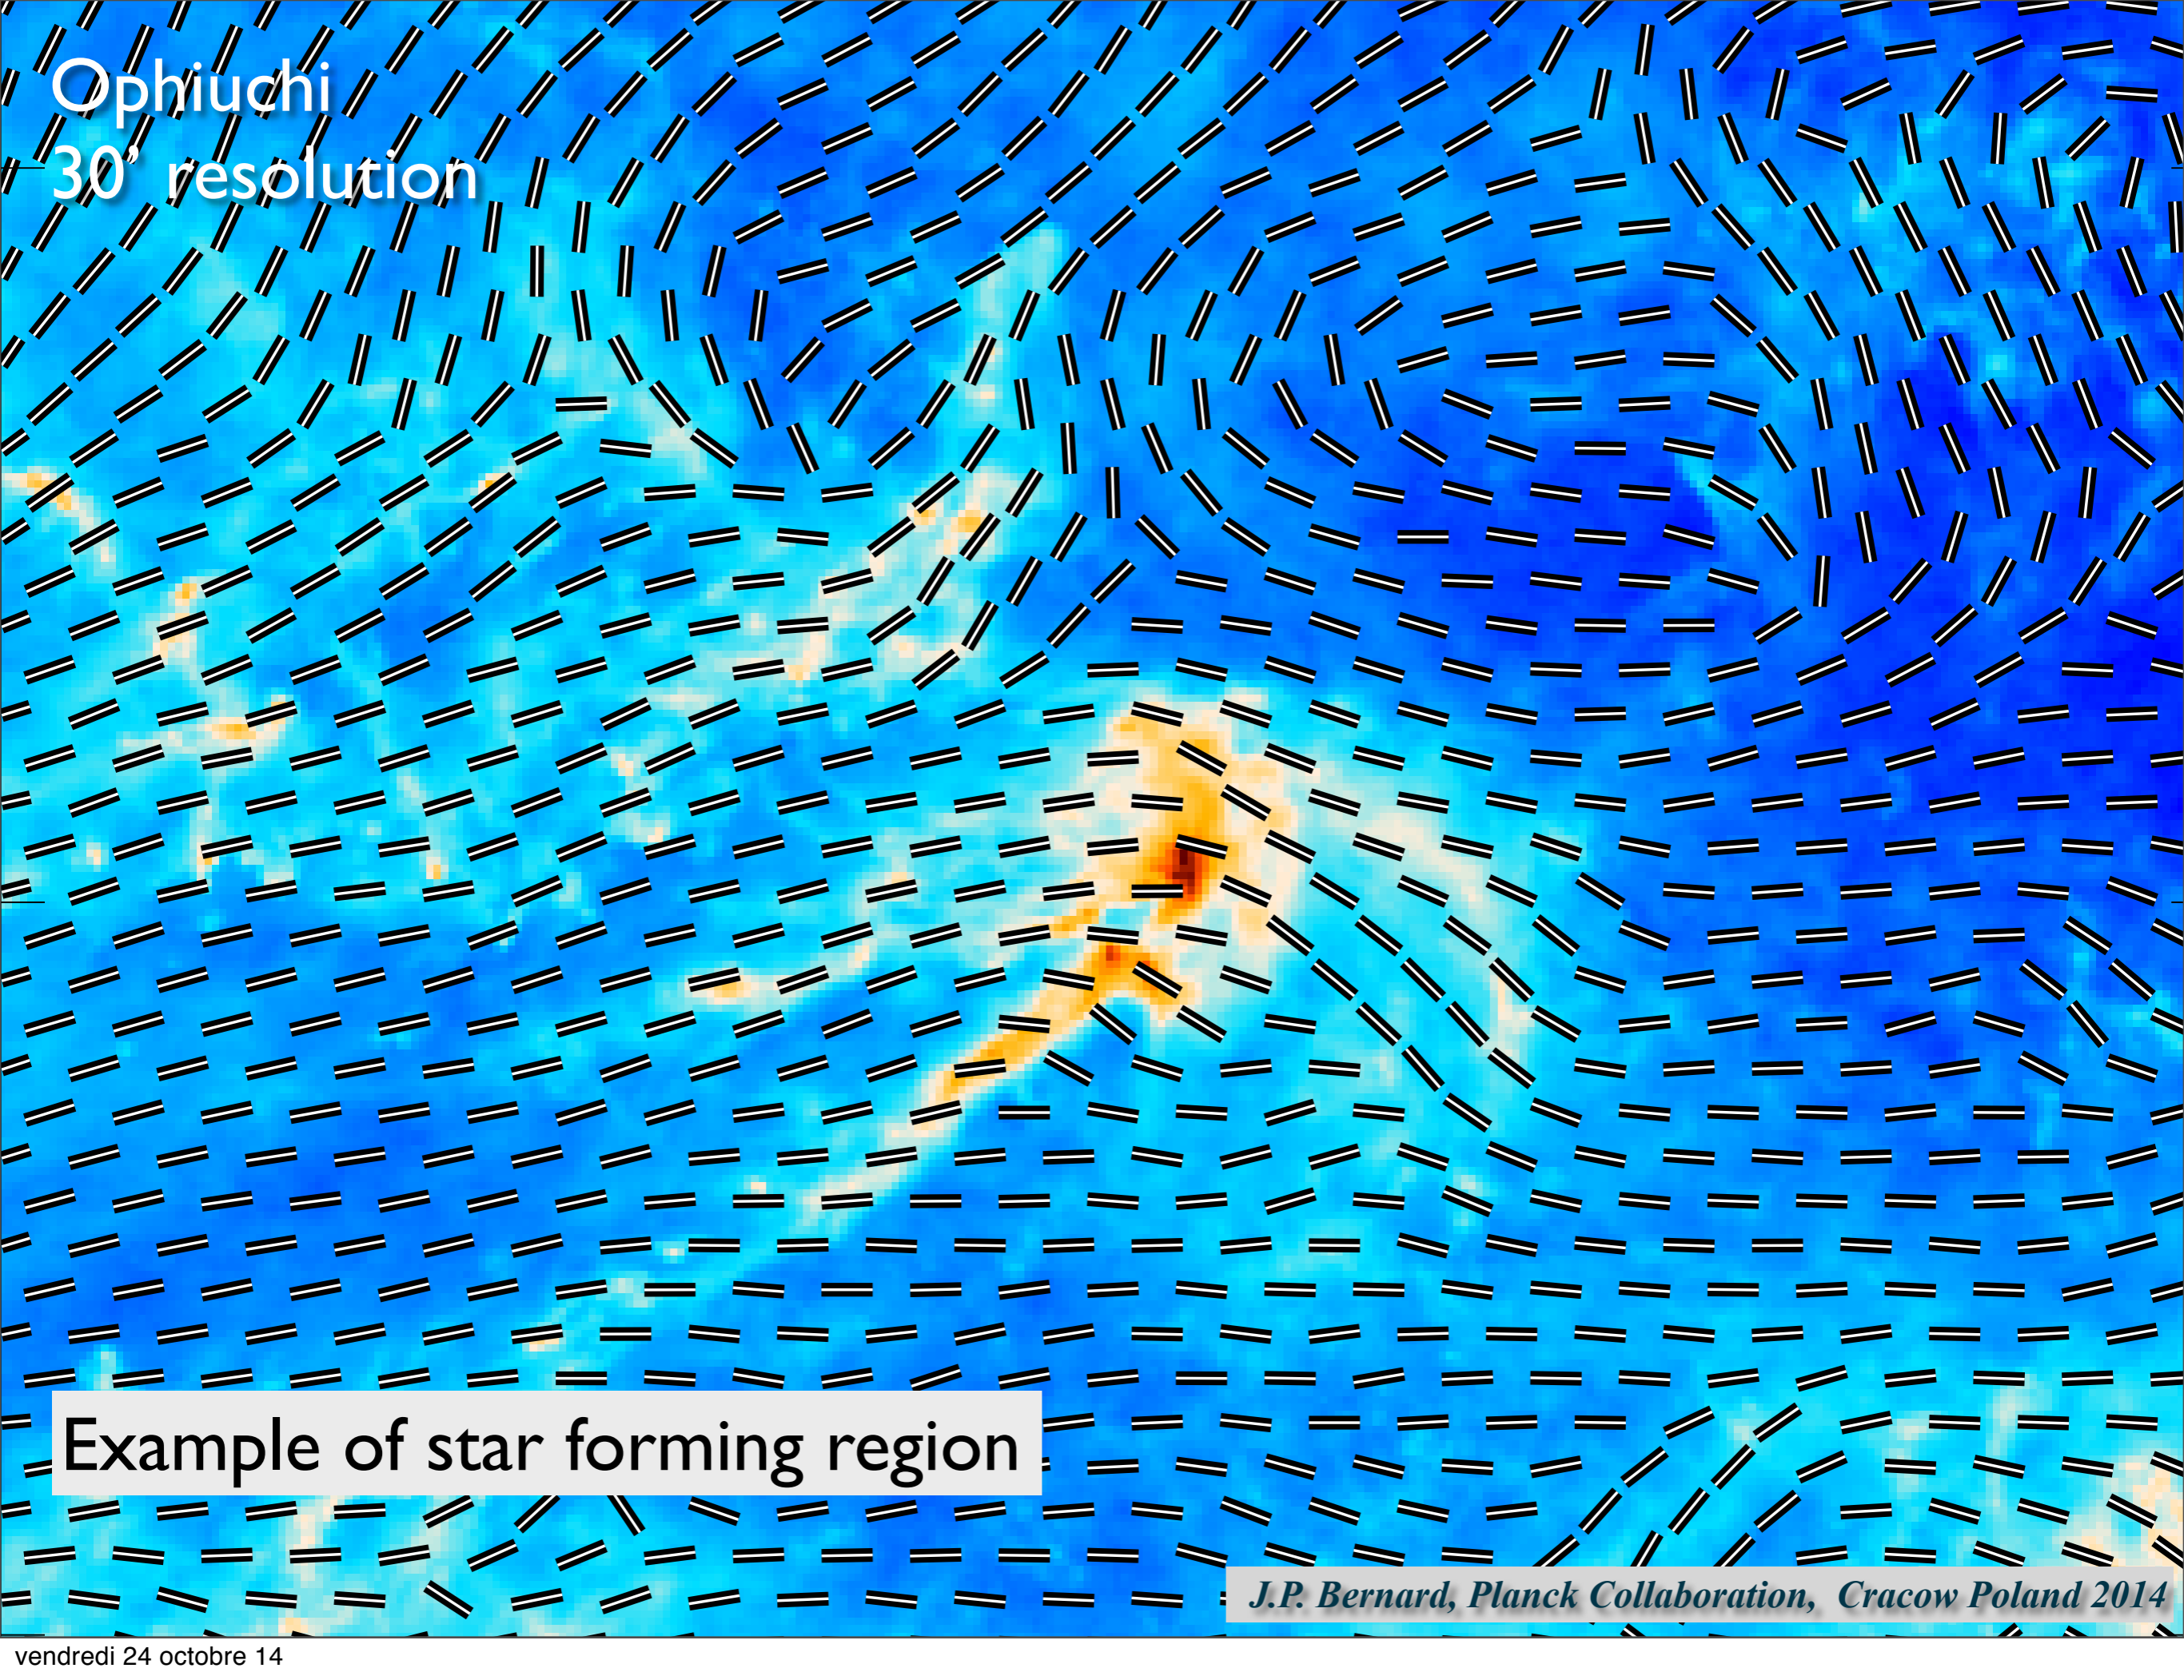 Ophiuchi
30’ resolution
Example of star forming region
J.P. Bernard, Planck Collaboration, Cracow Poland 2014
vendredi 24 octobre 14